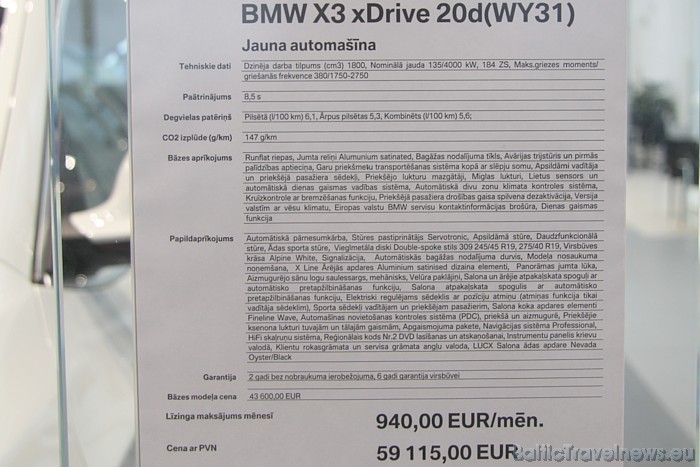 BMW X3 xDrive 20d(WY31)
Jauna automašīna
Tehniskie dati Dzinēja darba tilpums (cm3) 1800, Nominālā jauda 135/4000 kW, 184 ZS, Maks.griezes moments/
griešanās frekvence 380/1750-2750
Paātrinājums 8,5 s
Degvielas patēriņš Pilsētā (l/100 km) 6,1, Ārpus pilsētas 5,3, Kombinēts (l/100 km) 5,6;
CO2 izplūde (g/km) 147 g/km
Bāzes aprīkojums Runflat riepas, Jumta reliņi Alumunium satinated, Bagāžas nodalījuma tīkls, Avārijas trijstūris un pirmās
palīdzības aptieciņa, Garu priekšmetu transportēšanas sistēma kopā ar slēpju somu, Apsildāmi vadītāja
un priekšējā pasažiera sēdekļi, Priekšējo lukturu mazgātāji, Miglas lukturi, Lietus sensors un
automātiskā dienas gaismas vadības sistēma, Automātiskā divu zonu klimata kontroles sistēma,
Kruīzkontrole ar bremzēšanas funkciju, Priekšējā pasažiera drošības gaisa spilvena dezaktivācija, Versija
valstīm ar vēsu klimatu, Eiropas valstu BMW servisu kontaktinformācijas brošūra, Dienas gaismas
funkcija
Papildaprīkojums Automātiskā pārnesumkārba, Stūres pastiprinātājs Servotronic, Apsildāmā stūre, Daudzfunkcionālā
stūre, Ādas sporta stūre, Vieglmetāla diski Double-spoke stils 309 245/45 R19, 275/40 R19, Virsbūves
krāsa Alpine White, Signalizācija, Automātiskās bagāžas nodalījuma durvis, Modeļa nosaukuma
noņemšana, X Line Ārējās apdares Aluminium satinised dizaina elementi, Panorāmas jumta lūka,
Aizmugurējo sānu logu saulessargs, mehānisks, Velūra paklājiņi, Salona un ārējie atpakaļskata spoguļi ar
automātisko pretapžilbināšanas funkciju, Salona atpakaļskata spogulis ar automātisko
pretapžilbināšanas funkciju, Elektriski regulējams sēdeklis ar pozīciju atmiņu (atmiņas funkcija tikai
vadītāja sēdeklim), Sporta sēdekļi vadītājam un priekšējam pasažierim, Salona koka apdares elementi
Fineline Wave, Automašīnas novietošanas kontroles sistēma (PDC), priekšā un aizmugurē, Priekšējie
ksenona lukturi tuvajām un tālajām gaismām, Apgaismojuma pakete, Navigācijas sistēma Professional,
HiFi skaļruņu sistēma, Reģionālais kods Nr.2 DVD lasīšanas un atskaņošanai, Instrumentu panelis krievu
valodā, Klientu rokasgrāmata un servisa grāmata angļu valodā, LUCX Salona ādas apdare Nevada
Oyster/Black
Garantija 2 gadi bez nobraukuma ierobežojuma, 6 gadi garantija virsbūvei
Bāzes modeļa cena 43 600,00 EUR
Līzinga maksājums mēnesī 940,00 EUR/mēn.
Cena ar PVN 59 115,00 EUR
BalticTravelnews.eu